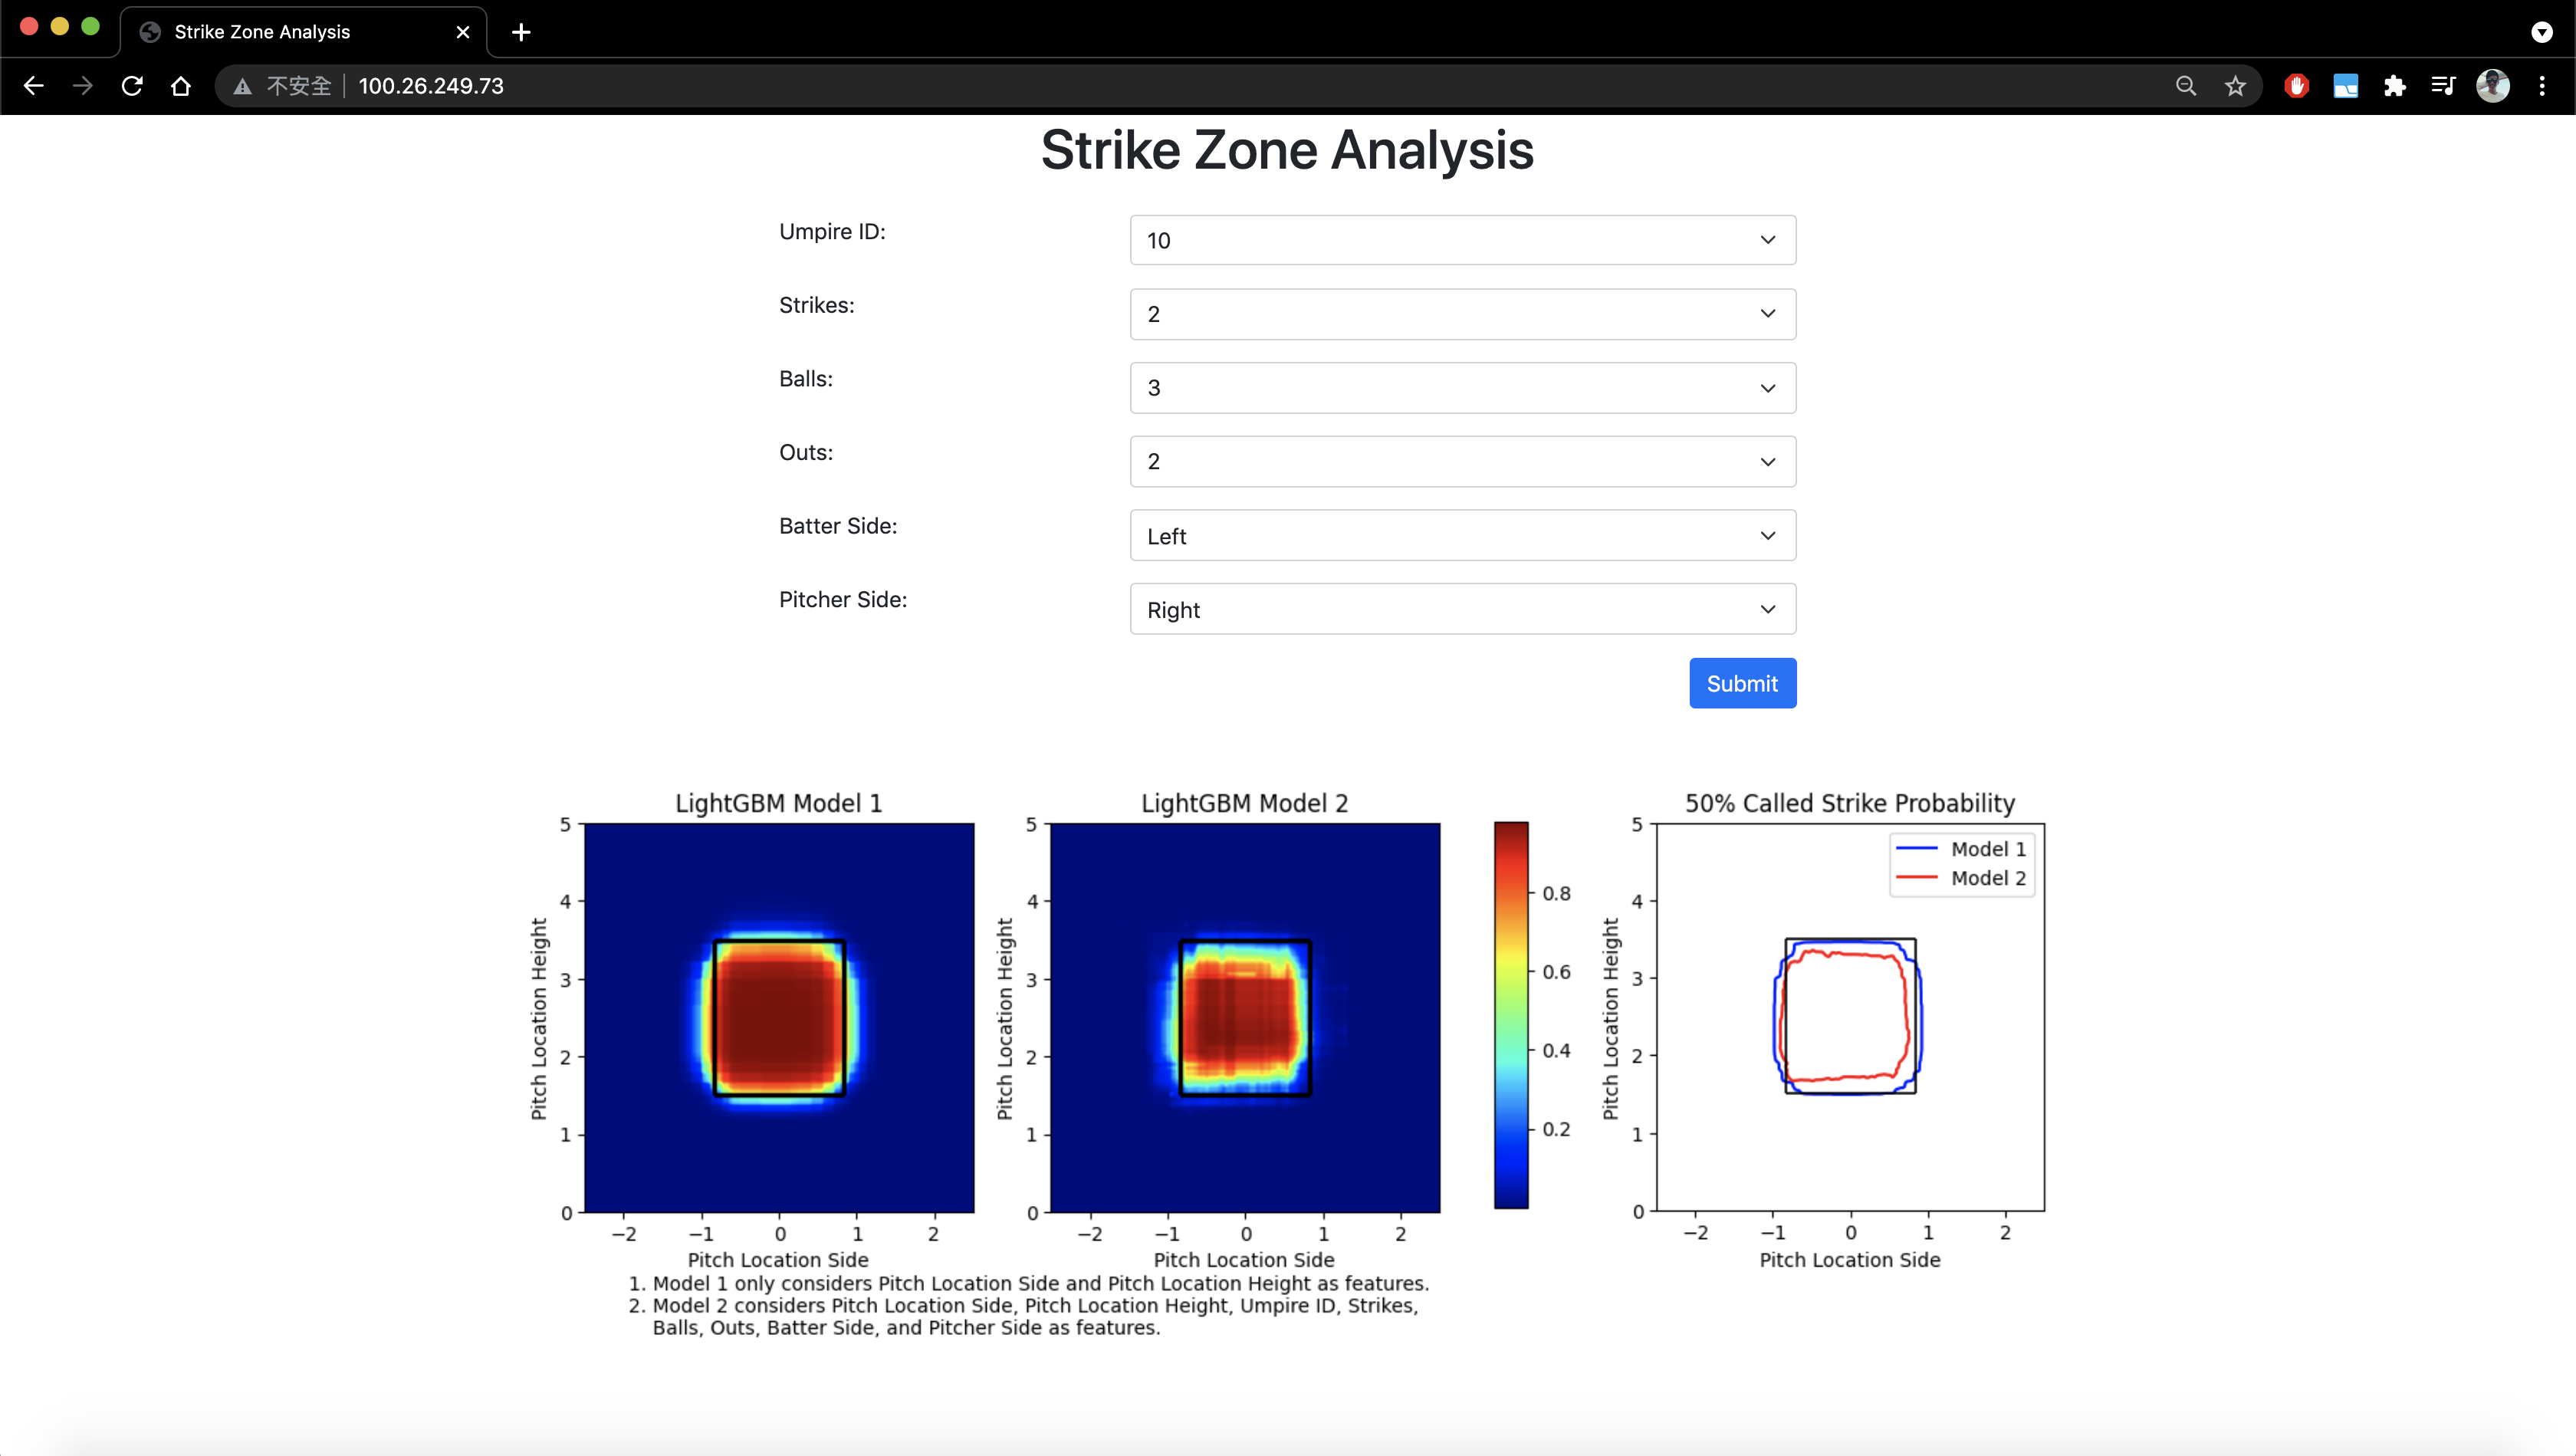 Strike Zone Analysis
不安全 100.26.249.73
Strike Zone Analysis
Umpire ID: 10
Strikes: 2
Balls: 3
Outs: 2
Batter Side: Left
Pitcher Side: Right
Submit
LightGBM Model 1
5
4
3
2
1
0
Pitch Location Height
−2 −1 0 1 2
Pitch Location Side
LightGBM Model 2
5
4
3
2
1
0
Pitch Location Height
−2 −1 0 1 2
Pitch Location Side
0.8
0.6
0.4
0.2
50% Called Strike Probability
Model 1
Model 2
5
4
3
2
1
0
Pitch Location Height
−2 −1 0 1 2
Pitch Location Side
1. Model 1 only considers Pitch Location Side and Pitch Location Height as features.
2. Model 2 considers Pitch Location Side, Pitch Location Height, Umpire ID, Strikes,
Balls, Outs, Batter Side, and Pitcher Side as features.